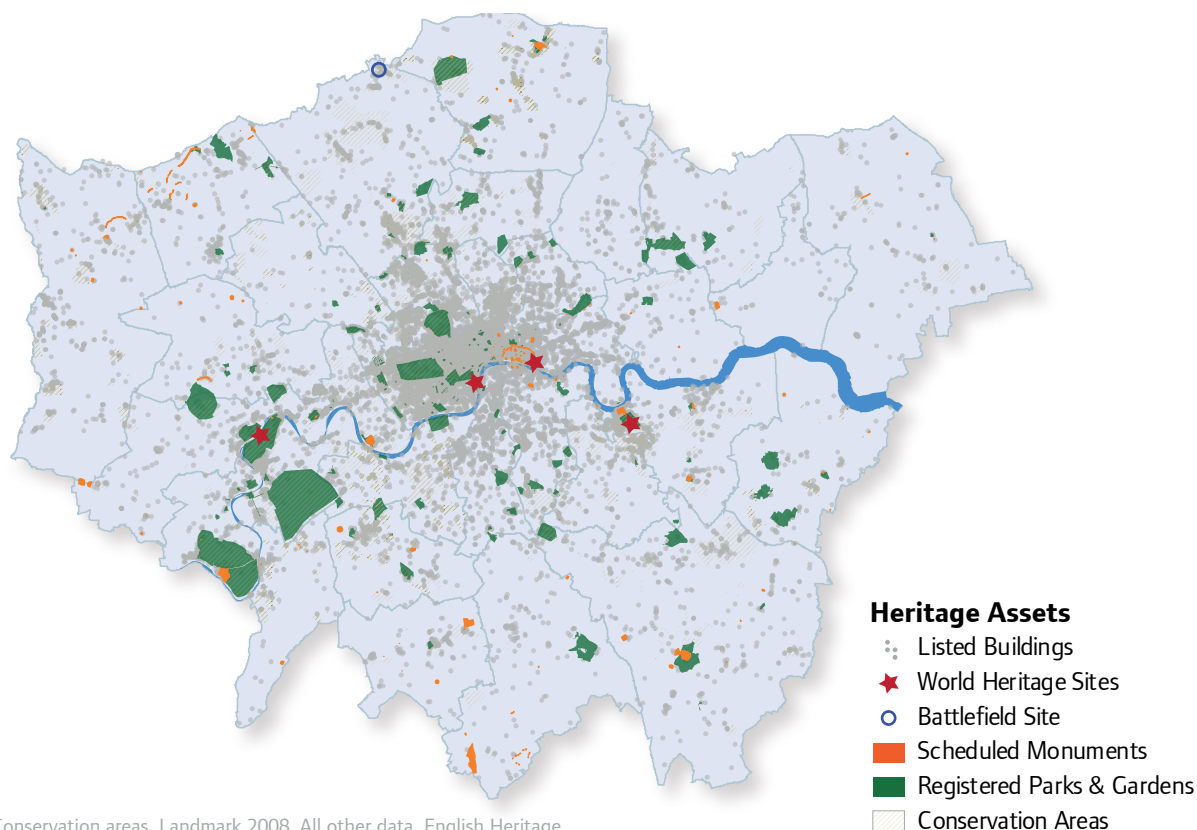 Heritage Assets
Listed Buildings
World Heritage Sites
Battlefield Site
Scheduled Monuments
Registered Parks & Gardens
Conservation Areas
Conservation areas, Landmark 2008. All other data, English Heritage